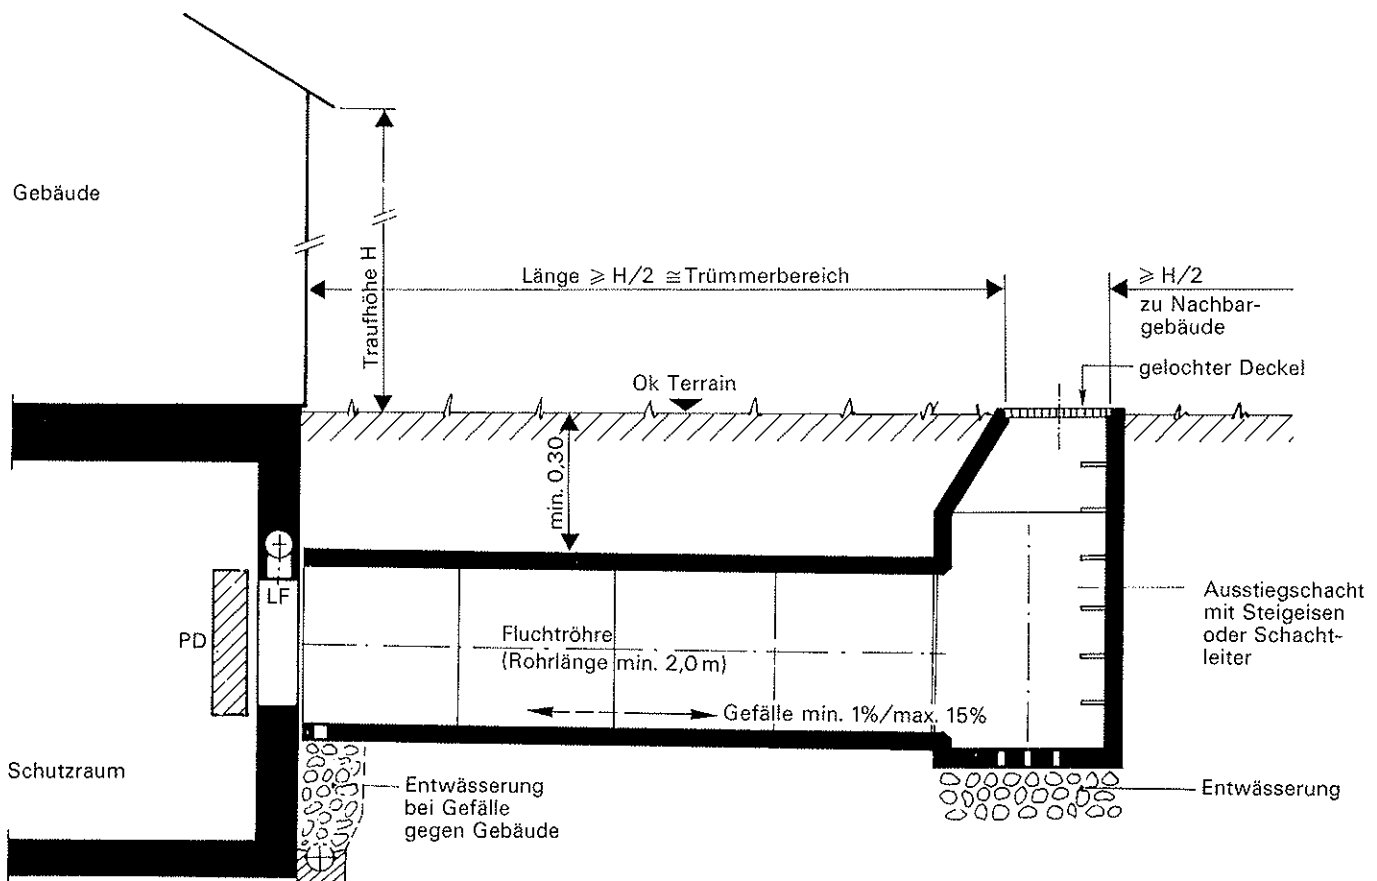 Gebäude
Traufhöhe H
Länge ≥ H/2 ≅ Trümmerbereich
≥ H/2
zu Nachbar-
gebäude
gelochter Deckel
Ok Terrain
min. 0,30
LF
PD
Fluchtröhre
(Rohrlänge min. 2,0 m)
Gefälle min. 1%/max. 15%
Ausstiegschacht
mit Steigeisen
oder Schacht-
leiter
Schutzraum
Entwässerung
bei Gefälle
gegen Gebäude
Entwässerung